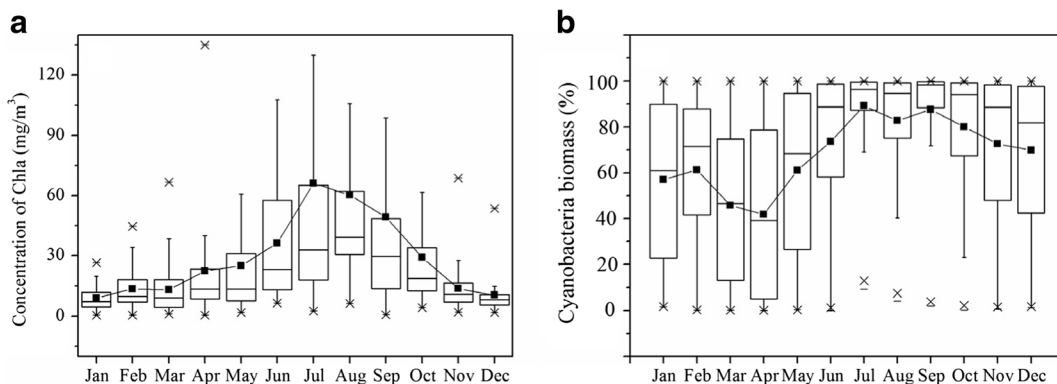 a
Concentration of Chla (mg/m³)
120
90
60
30
0
Jan Feb Mar Apr May Jun Jul Aug Sep Oct Nov Dec
b
Cyanobacteria biomass (%)
100
80
60
40
20
0
Jan Feb Mar Apr May Jun Jul Aug Sep Oct Nov Dec